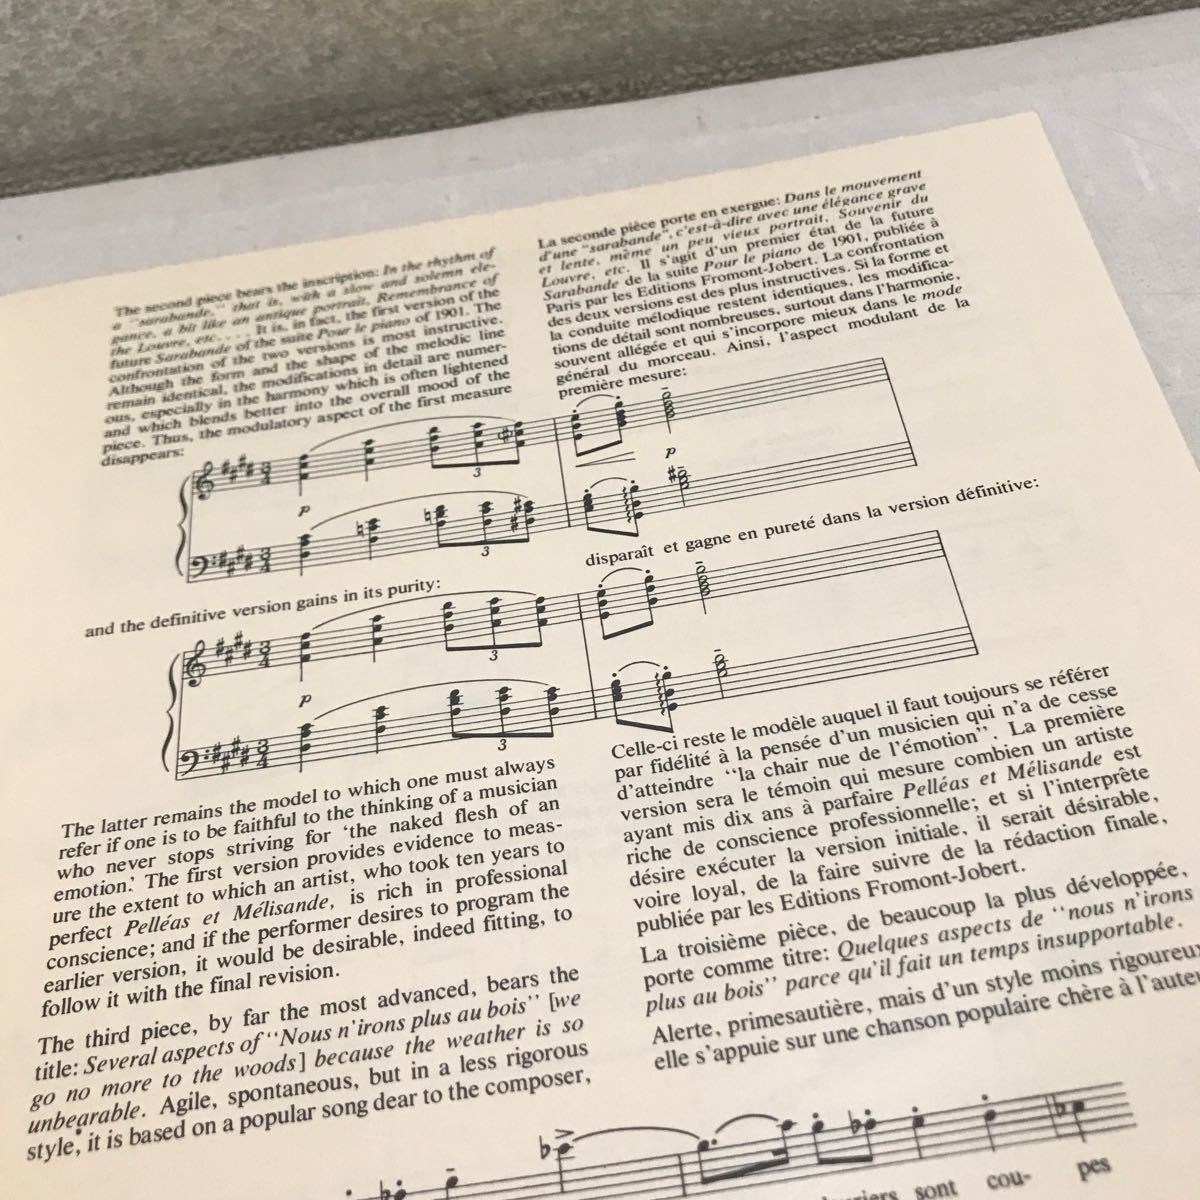 The second piece bears the inscription: In the rhythm of
a "sarabande," that is, with a slow and solemn ele-
gance, a bit like an antique portrait, Remembrance of
the Louvre, etc. . . . It is, in fact, the first version of the
future Sarabande of the suite Pour le piano of 1901. The
confrontation of the two versions is most instructive.
Although the form and the shape of the melodic line
remain identical, the modifications in detail are numer-
ous, especially in the harmony which is often lightened
and which blends better into the overall mood of the
piece. Thus, the modulatory aspect of the first measure
disappears:
La seconde pièce porte en exergue: Dans le mouvement
d'une "sarabande", c'est-à-dire avec une élégance grave
et lente, même un peu vieux portrait, Souvenir du
Louvre, etc. Il s'agit d'un premier état de la future
Sarabande de la suite Pour le piano de 1901, publiée à
Paris par les Editions Fromont-Jobert. La confrontation
des deux versions est des plus instructives. Si la forme et
la conduite mélodique restent identiques, les modifica-
tions de détail sont nombreuses, surtout dans l'harmonie,
souvent allégée et qui s'incorpore mieux dans le mode
général du morceau. Ainsi, l'aspect modulant de la
première mesure:
3
4
p
3
p
3
4
3
and the definitive version gains in its purity:
disparaît et gagne en pureté dans la version définitive:
3
4
p
3
3
4
3
The latter remains the model to which one must always
refer if one is to be faithful to the thinking of a musician
who never stops striving for 'the naked flesh of an
emotion.' The first version provides evidence to meas-
ure the extent to which an artist, who took ten years to
perfect Pelléas et Mélisande, is rich in professional
conscience; and if the performer desires to program the
earlier version, it would be desirable, indeed fitting, to
follow it with the final revision.
The third piece, by far the most advanced, bears the
title: Several aspects of "Nous n'irons plus au bois" [we
go no more to the woods] because the weather is so
unbearable. Agile, spontaneous, but in a less rigorous
style, it is based on a popular song dear to the composer,
Celle-ci reste le modèle auquel il faut toujours se référer
par fidélité à la pensée d'un musicien qui n'a de cesse
d'atteindre "la chair nue de l'émotion". La première
version sera le témoin qui mesure combien un artiste
ayant mis dix ans à parfaire Pelléas et Mélisande est
riche de conscience professionnelle; et si l'interprète
désire exécuter la version initiale, il serait désirable,
voire loyal, de la faire suivre de la rédaction finale,
publiée par les Editions Fromont-Jobert.
La troisième pièce, de beaucoup la plus développée,
porte comme titre: Quelques aspects de "nous n'irons
plus au bois" parce qu'il fait un temps insupportable.
Alerte, primesautière, mais d'un style moins rigoureux
elle s'appuie sur une chanson populaire chère à l'auteu
sont cou- pes